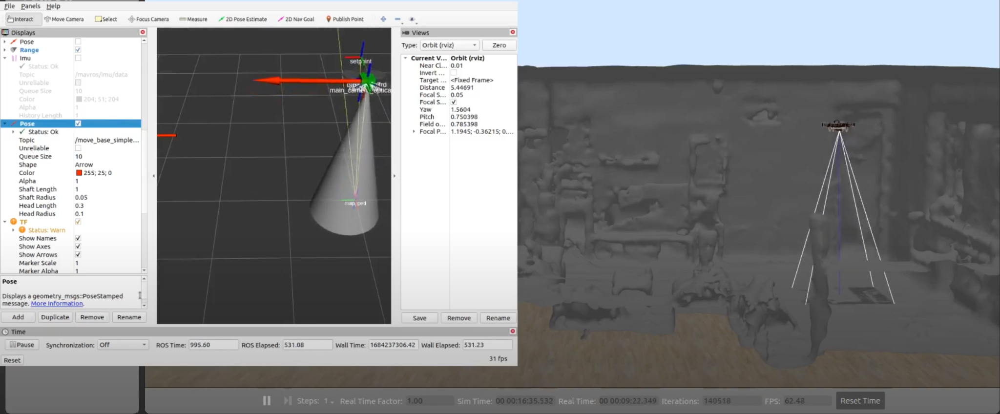 File Panels Help
Interact Move Camera Select Focus Camera Measure 2D Pose Estimate 2D Nav Goal Publish Point
Displays
Pose
Range
Imu
Status: Ok
Topic /mavros/imu/data
Unreliable
Queue Size 10
Color 204; 51; 204
Alpha 1
History Length 1
Pose
Status: Ok
Topic /move_base_simple...
Unreliable
Queue Size 10
Shape Arrow
Color 255; 25; 0
Alpha 1
Shaft Length 1
Shaft Radius 0.05
Head Length 0.3
Head Radius 0.1
TF
Status: Warn
Show Names
Show Axes
Show Arrows
Marker Scale 1
Marker Alpha 1
Pose
Displays a geometry_msgs::PoseStamped
message. More Information.
Add Duplicate Remove Rename
setpoint
map
Views
Type: Orbit (rviz) Zero
Current V... Orbit (rviz)
Near Cl... 0.01
Invert ...
Target ... <Fixed Frame>
Distance 5.44691
Focal S... 0.05
Focal S...
Yaw 1.5604
Pitch 0.750398
Field o... 0.785398
Focal P... 1.1945; -0.36215; 0....
Save Remove Rename
Time
Pause Synchronization: Off ROS Time: 995.60 ROS Elapsed: 531.08 Wall Time: 1684237306.42 Wall Elapsed: 531.23
Reset 31 fps
Steps: 1 Real Time Factor: 1.00 Sim Time: 00 00:16:35.532 Real Time: 00 00:09:22.349 Iterations: 140518 FPS: 62.48 Reset Time